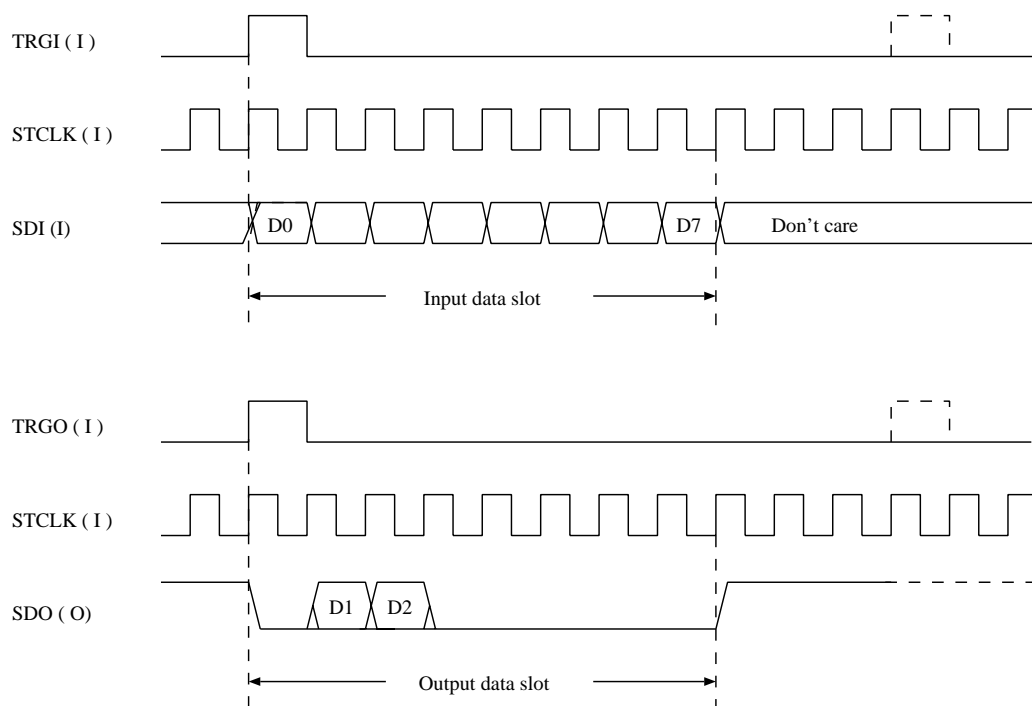 TRGI ( I )
STCLK ( I )
SDI (I)
D0
D7
Don't care
Input data slot
TRGO ( I )
STCLK ( I )
SDO ( O)
D1
D2
Output data slot